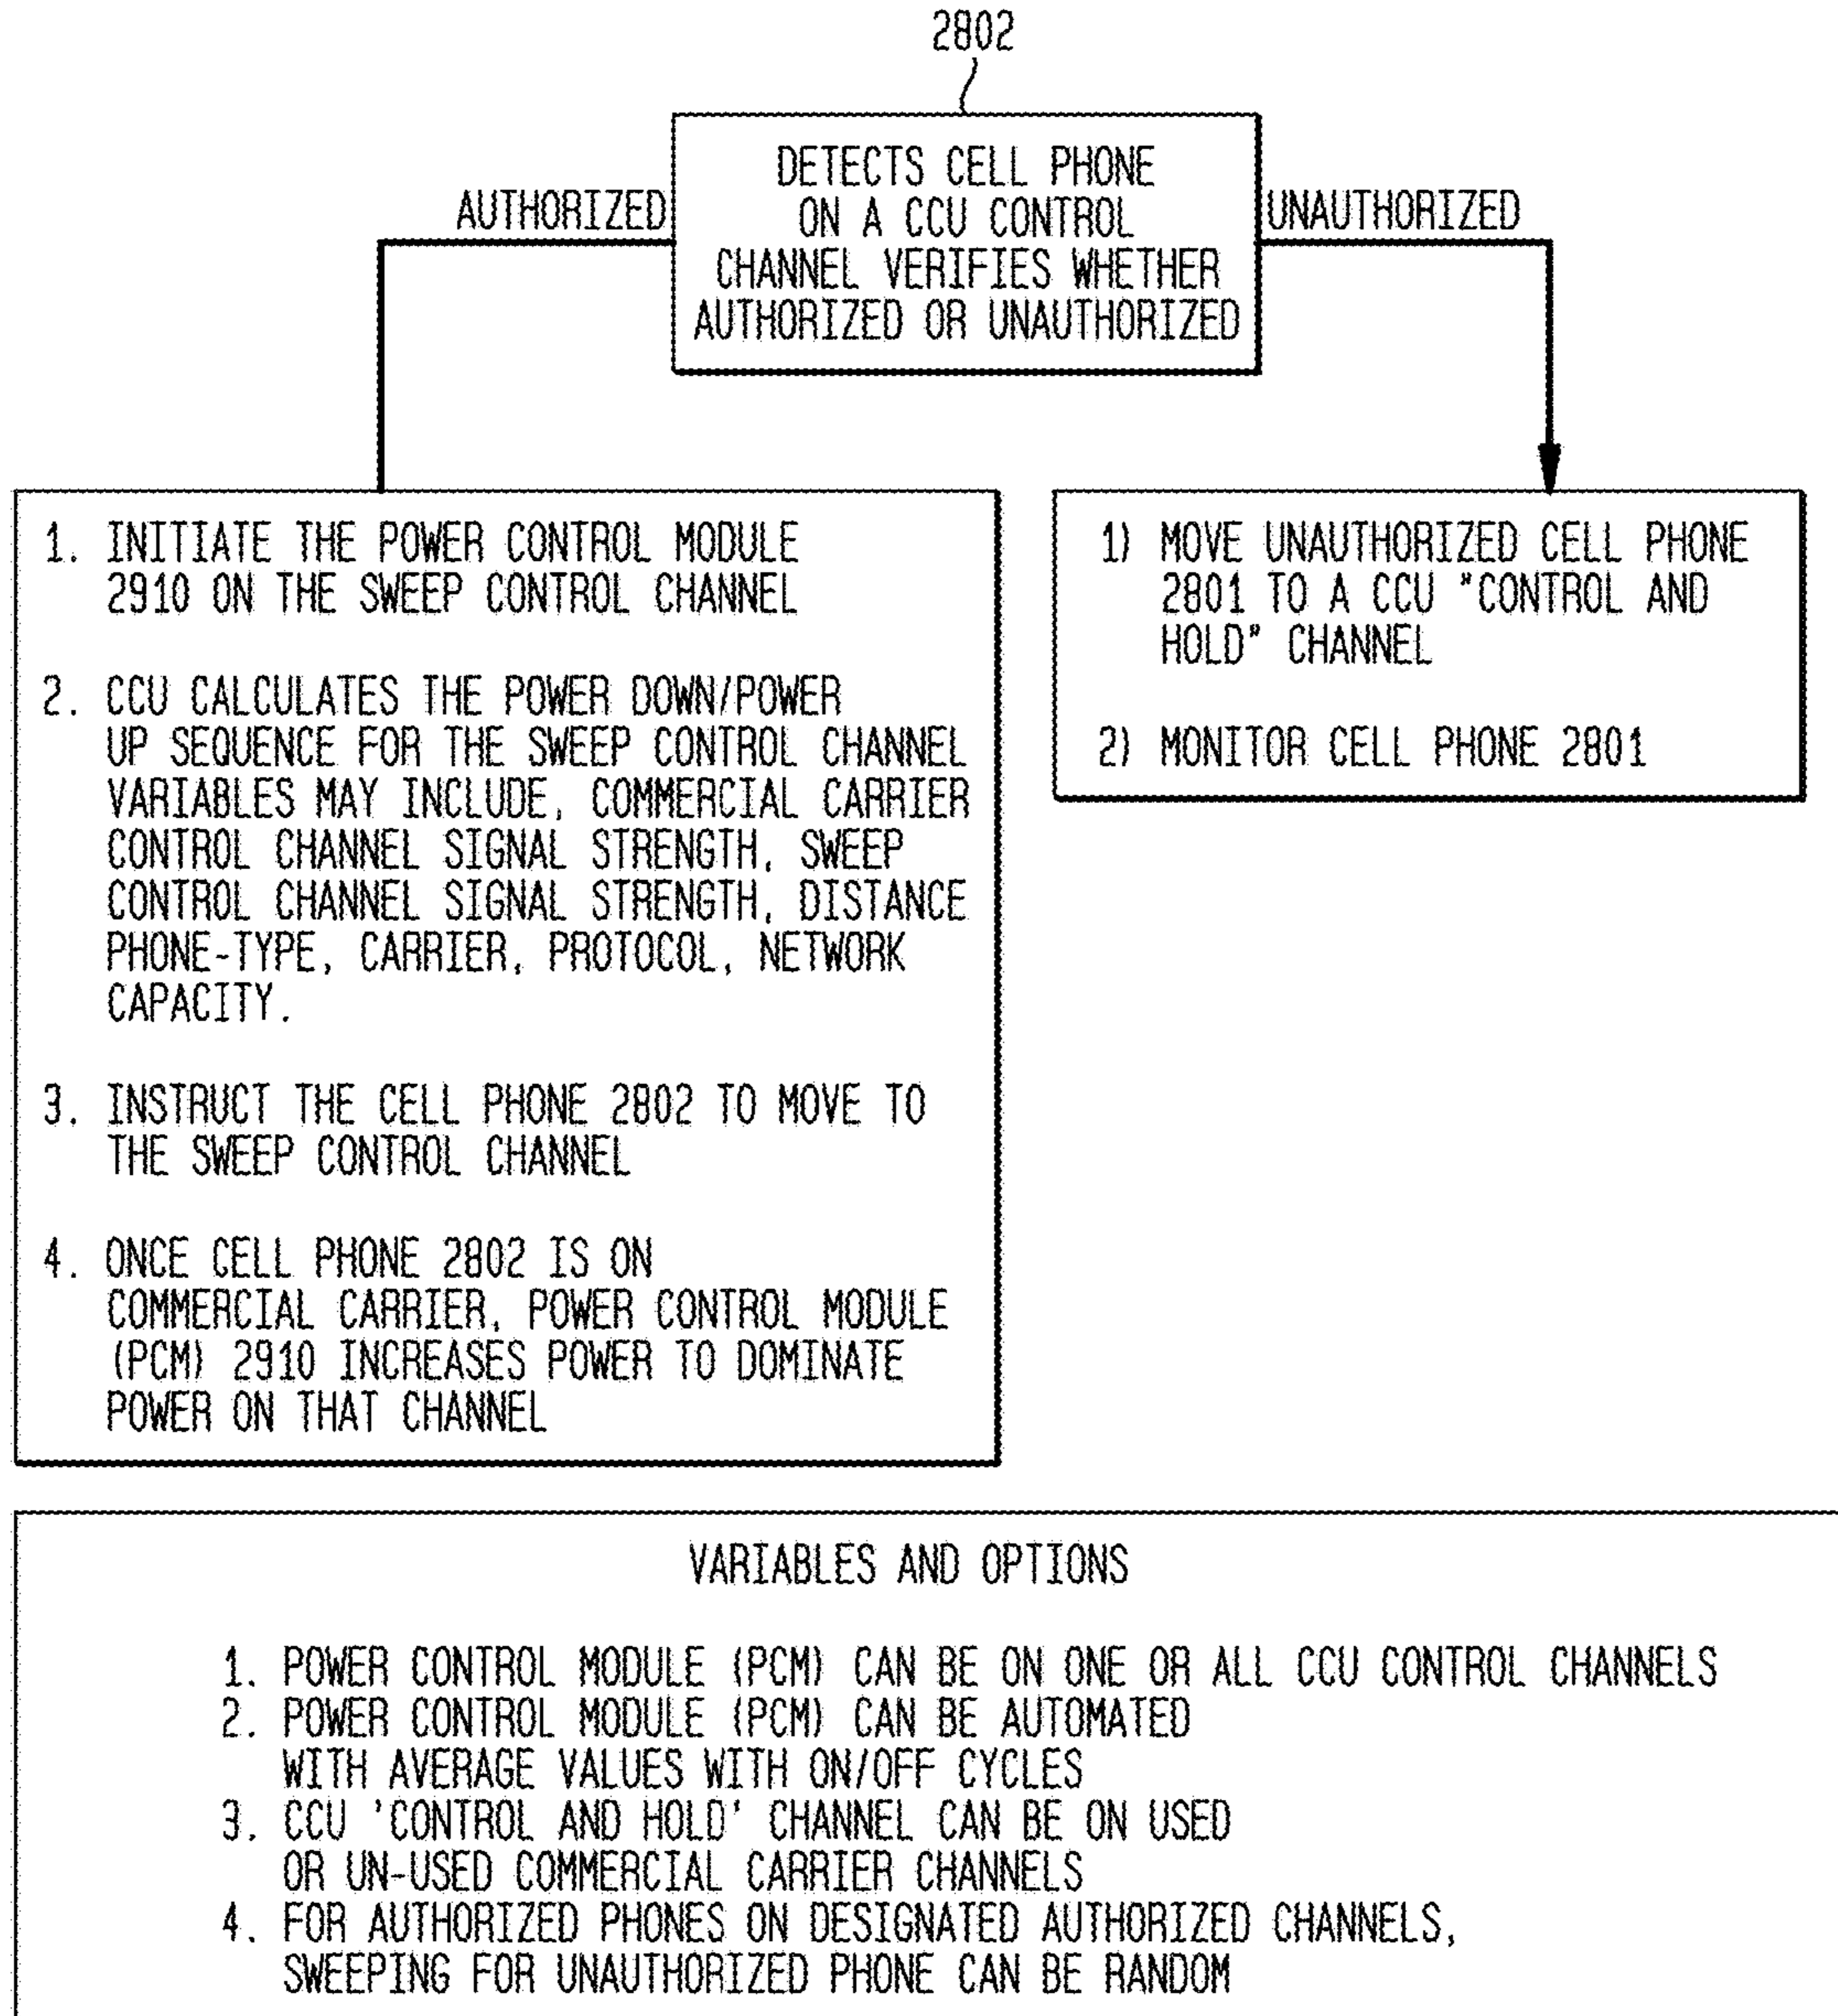 2802
DETECTS CELL PHONE
ON A CCU CONTROL
CHANNEL VERIFIES WHETHER
AUTHORIZED OR UNAUTHORIZED
AUTHORIZED
UNAUTHORIZED
1. INITIATE THE POWER CONTROL MODULE
2910 ON THE SWEEP CONTROL CHANNEL
2. CCU CALCULATES THE POWER DOWN/POWER
UP SEQUENCE FOR THE SWEEP CONTROL CHANNEL
VARIABLES MAY INCLUDE, COMMERCIAL CARRIER
CONTROL CHANNEL SIGNAL STRENGTH, SWEEP
CONTROL CHANNEL SIGNAL STRENGTH, DISTANCE
PHONE-TYPE, CARRIER, PROTOCOL, NETWORK
CAPACITY.
3. INSTRUCT THE CELL PHONE 2802 TO MOVE TO
THE SWEEP CONTROL CHANNEL
4. ONCE CELL PHONE 2802 IS ON
COMMERCIAL CARRIER, POWER CONTROL MODULE
(PCM) 2910 INCREASES POWER TO DOMINATE
POWER ON THAT CHANNEL
1) MOVE UNAUTHORIZED CELL PHONE
2801 TO A CCU "CONTROL AND
HOLD" CHANNEL
2) MONITOR CELL PHONE 2801
VARIABLES AND OPTIONS
1. POWER CONTROL MODULE (PCM) CAN BE ON ONE OR ALL CCU CONTROL CHANNELS
2. POWER CONTROL MODULE (PCM) CAN BE AUTOMATED
WITH AVERAGE VALUES WITH ON/OFF CYCLES
3. CCU 'CONTROL AND HOLD' CHANNEL CAN BE ON USED
OR UN-USED COMMERCIAL CARRIER CHANNELS
4. FOR AUTHORIZED PHONES ON DESIGNATED AUTHORIZED CHANNELS,
SWEEPING FOR UNAUTHORIZED PHONE CAN BE RANDOM